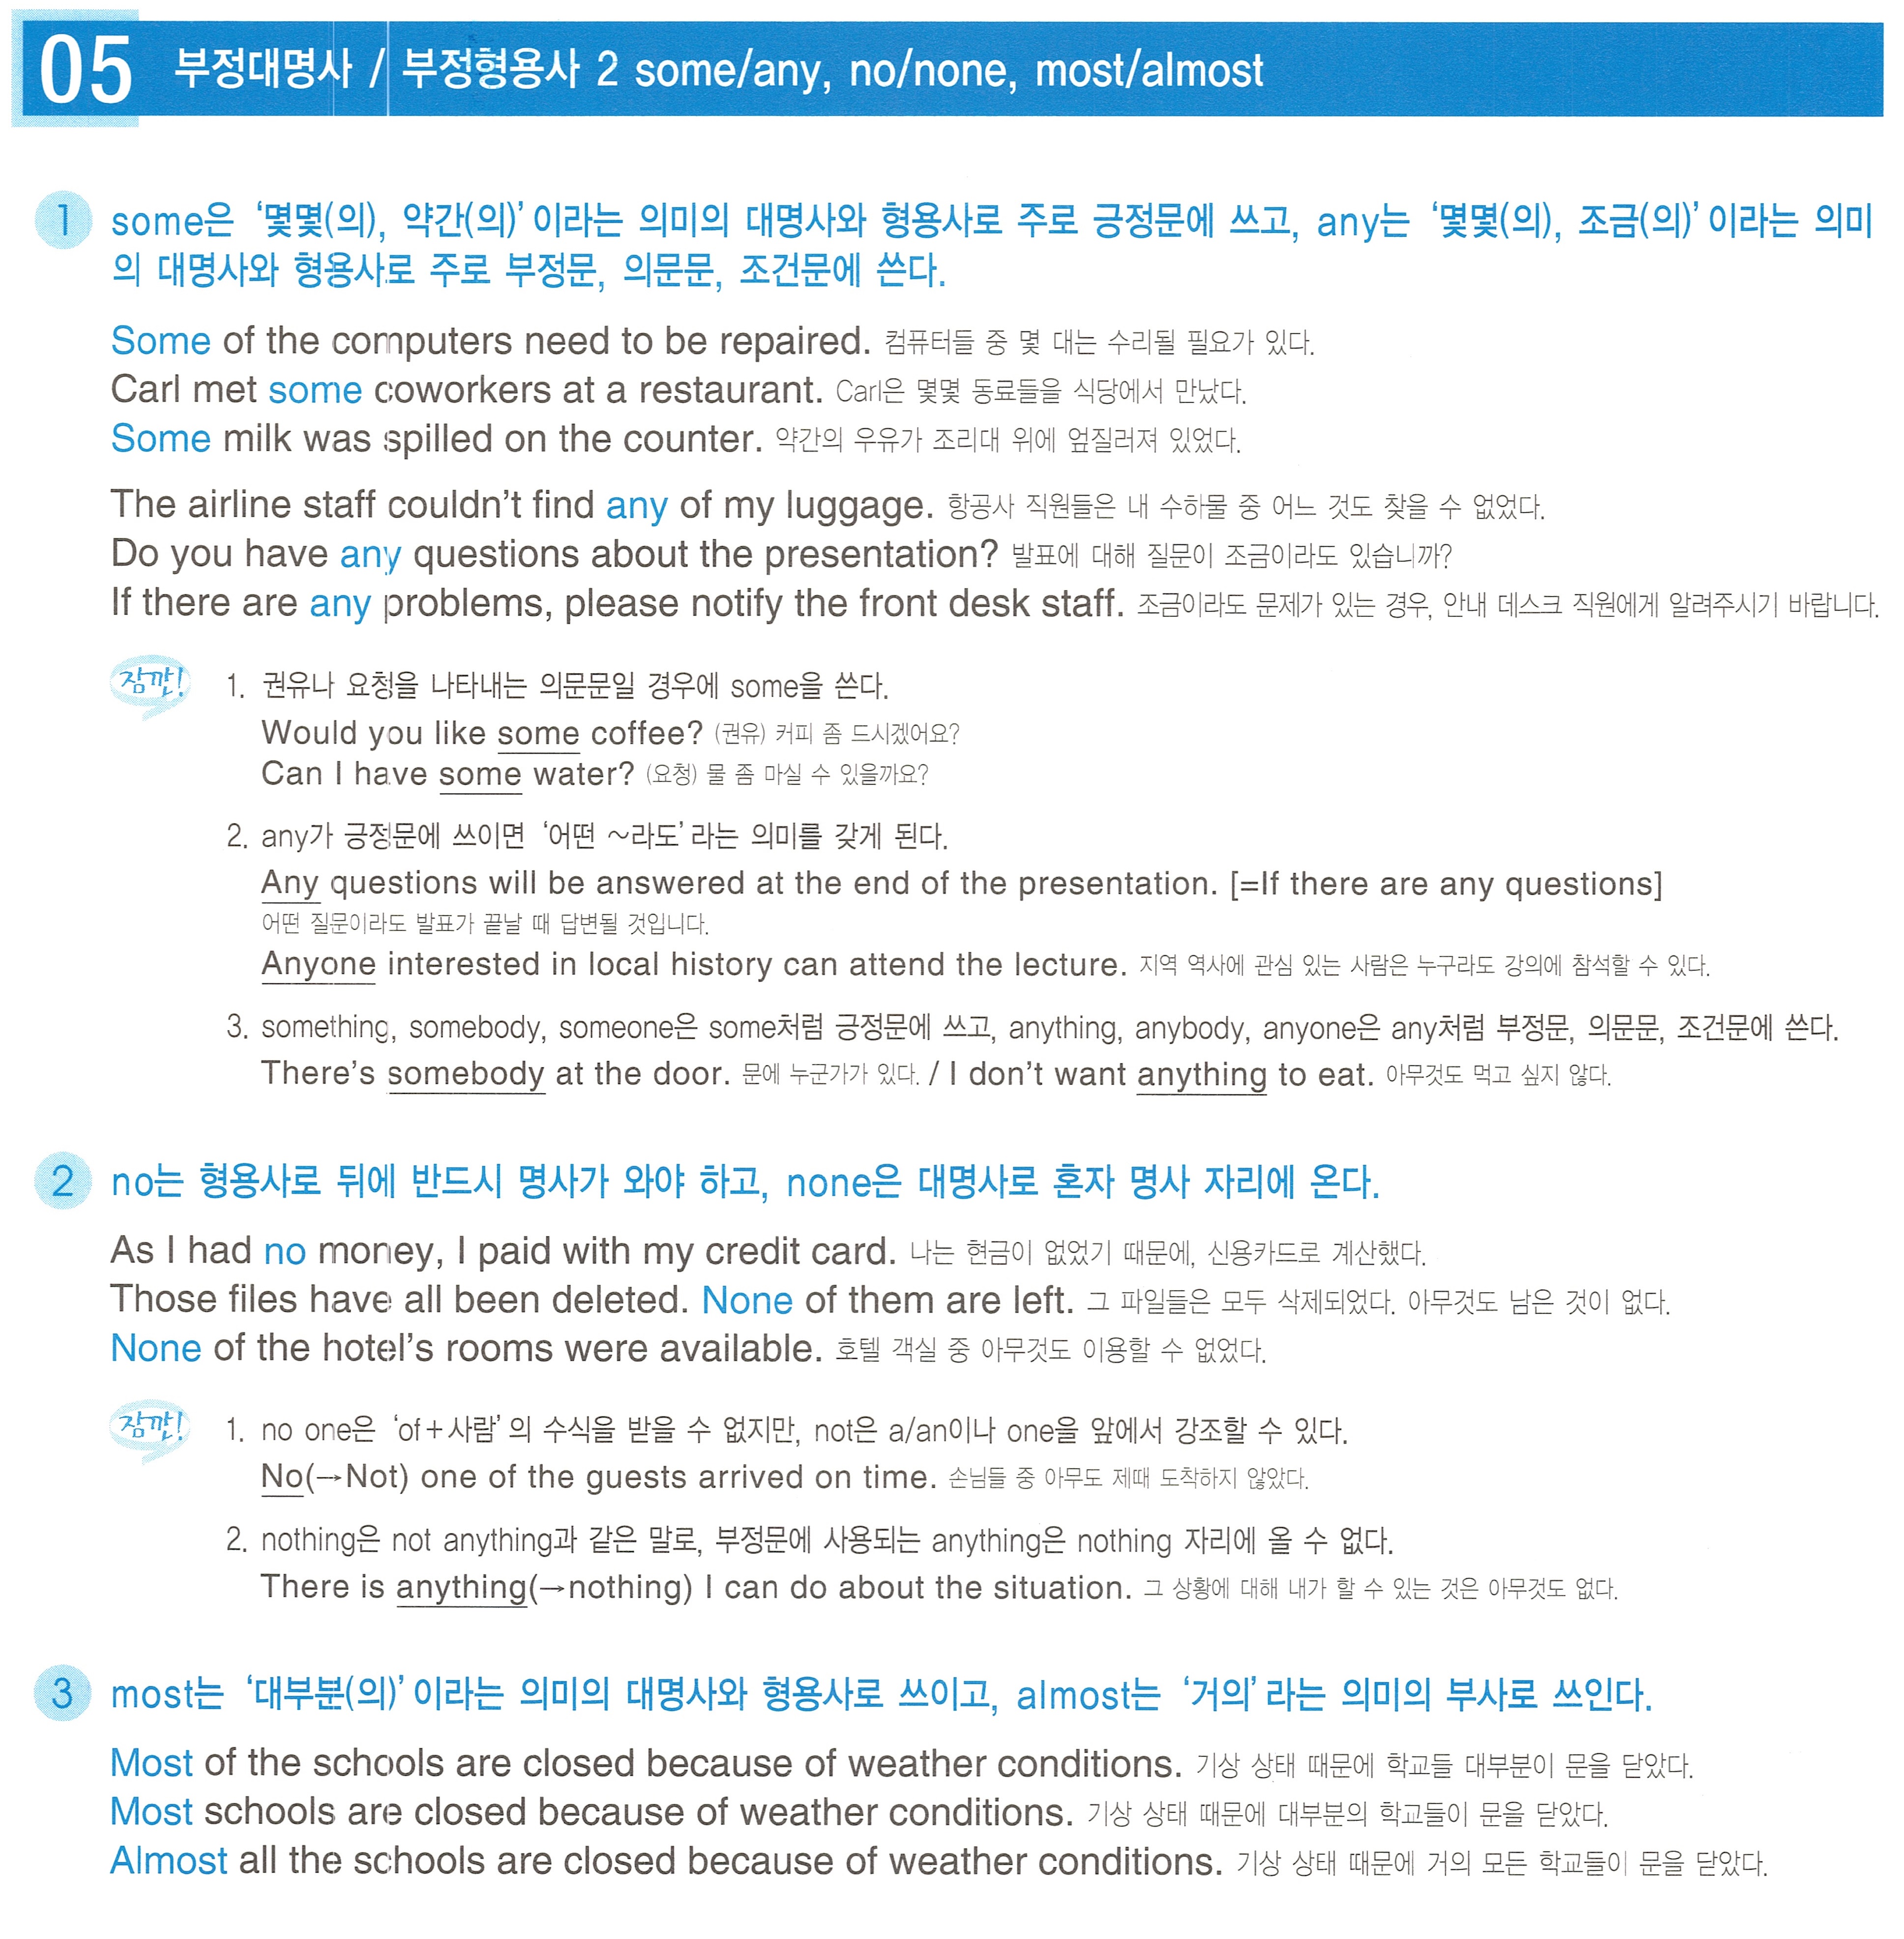 05 부정대명사 / 부정형용사 2 some/any, no/none, most/almost
1 some은 ‘몇몇(의), 약간(의)’이라는 의미의 대명사와 형용사로 주로 긍정문에 쓰고, any는 ‘몇몇(의), 조금(의)’이라는 의미
의 대명사와 형용사로 주로 부정문, 의문문, 조건문에 쓴다.
Some of the computers need to be repaired. 컴퓨터들 중 몇 대는 수리될 필요가 있다.
Carl met some coworkers at a restaurant. Carl은 몇몇 동료들을 식당에서 만났다.
Some milk was spilled on the counter. 약간의 우유가 조리대 위에 엎질러져 있었다.
The airline staff couldn’t find any of my luggage. 항공사 직원들은 내 수하물 중 어느 것도 찾을 수 없었다.
Do you have any questions about the presentation? 발표에 대해 질문이 조금이라도 있습니까?
If there are any problems, please notify the front desk staff. 조금이라도 문제가 있는 경우, 안내 데스크 직원에게 알려주시기 바랍니다.
잠깐! 1. 권유나 요청을 나타내는 의문문일 경우에 some을 쓴다.
Would you like some coffee? (권유) 커피 좀 드시겠어요?
Can I have some water? (요청) 물 좀 마실 수 있을까요?
2. any가 긍정문에 쓰이면 ‘어떤 ~라도’라는 의미를 갖게 된다.
Any questions will be answered at the end of the presentation. [=If there are any questions]
어떤 질문이라도 발표가 끝날 때 답변될 것입니다.
Anyone interested in local history can attend the lecture. 지역 역사에 관심 있는 사람은 누구라도 강의에 참석할 수 있다.
3. something, somebody, someone은 some처럼 긍정문에 쓰고, anything, anybody, anyone은 any처럼 부정문, 의문문, 조건문에 쓴다.
There’s somebody at the door. 문에 누군가가 있다. / I don’t want anything to eat. 아무것도 먹고 싶지 않다.
2 no는 형용사로 뒤에 반드시 명사가 와야 하고, none은 대명사로 혼자 명사 자리에 온다.
As I had no money, I paid with my credit card. 나는 현금이 없었기 때문에, 신용카드로 계산했다.
Those files have all been deleted. None of them are left. 그 파일들은 모두 삭제되었다. 아무것도 남은 것이 없다.
None of the hotel’s rooms were available. 호텔 객실 중 아무것도 이용할 수 없었다.
잠깐! 1. no one은 ‘of+사람’의 수식을 받을 수 없지만, not은 a/an이나 one을 앞에서 강조할 수 있다.
No(→Not) one of the guests arrived on time. 손님들 중 아무도 제때 도착하지 않았다.
2. nothing은 not anything과 같은 말로, 부정문에 사용되는 anything은 nothing 자리에 올 수 없다.
There is anything(→nothing) I can do about the situation. 그 상황에 대해 내가 할 수 있는 것은 아무것도 없다.
3 most는 ‘대부분(의)’이라는 의미의 대명사와 형용사로 쓰이고, almost는 ‘거의’라는 의미의 부사로 쓰인다.
Most of the schools are closed because of weather conditions. 기상 상태 때문에 학교들 대부분이 문을 닫았다.
Most schools are closed because of weather conditions. 기상 상태 때문에 대부분의 학교들이 문을 닫았다.
Almost all the schools are closed because of weather conditions. 기상 상태 때문에 거의 모든 학교들이 문을 닫았다.